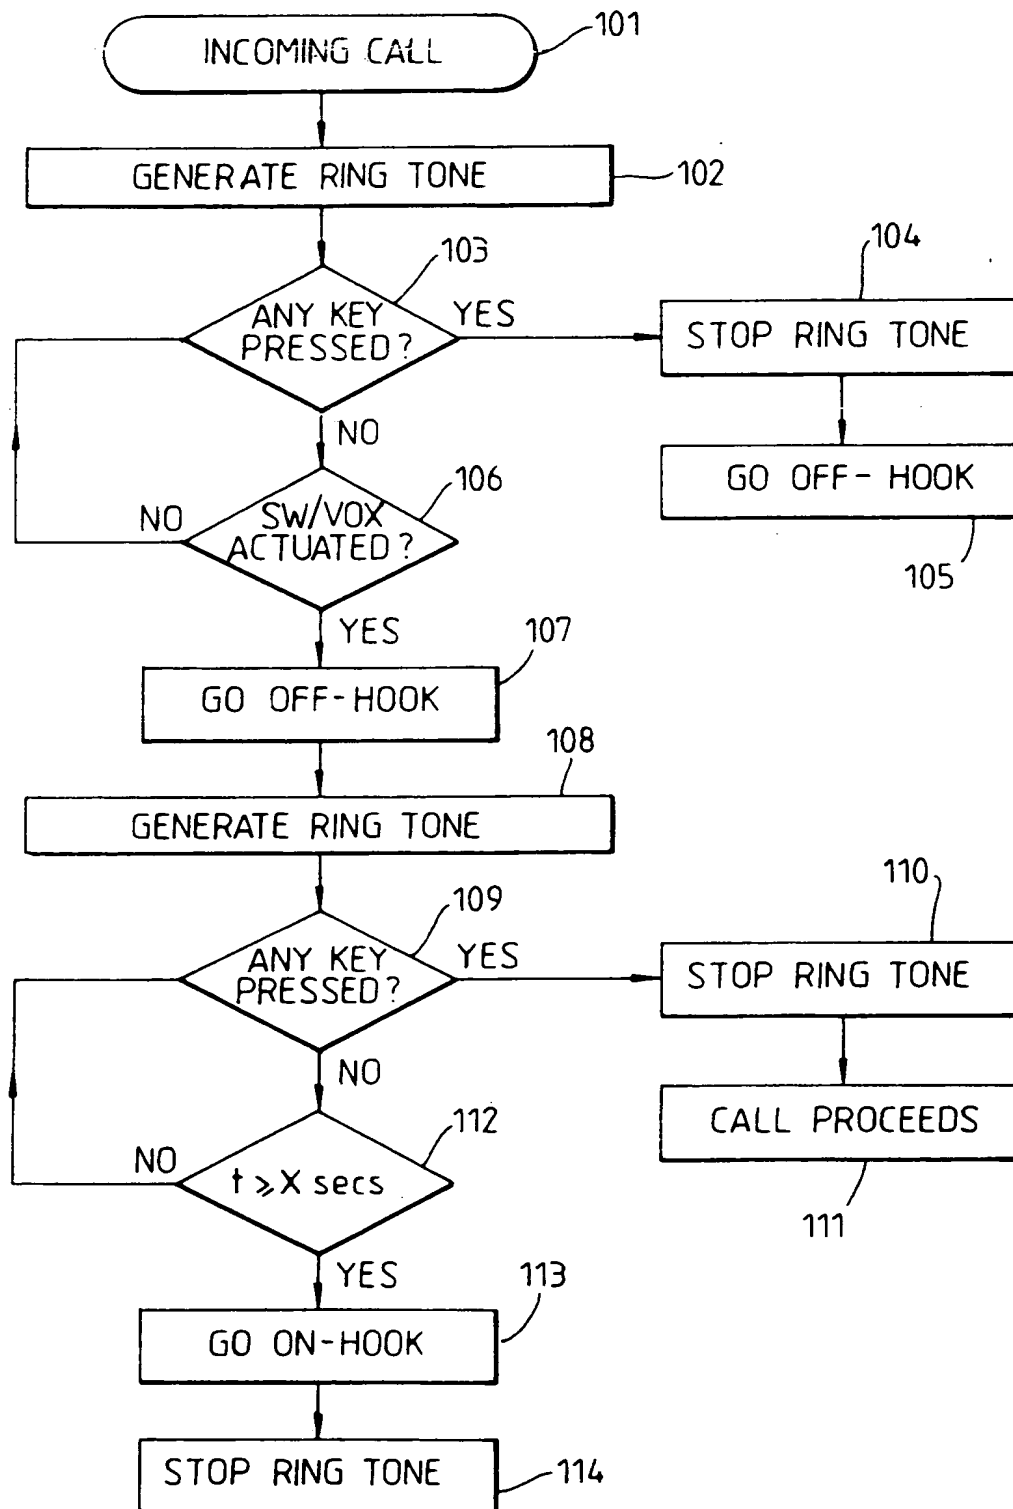 INCOMING CALL
101
GENERATE RING TONE
102
103
ANY KEY
PRESSED?
YES
104
STOP RING TONE
NO
GO OFF-HOOK
105
106
SW/VOX
ACTUATED?
NO
YES
107
GO OFF-HOOK
108
GENERATE RING TONE
109
ANY KEY
PRESSED?
YES
110
STOP RING TONE
NO
CALL PROCEEDS
111
112
t ⩾ X secs
NO
YES
113
GO ON-HOOK
STOP RING TONE
114